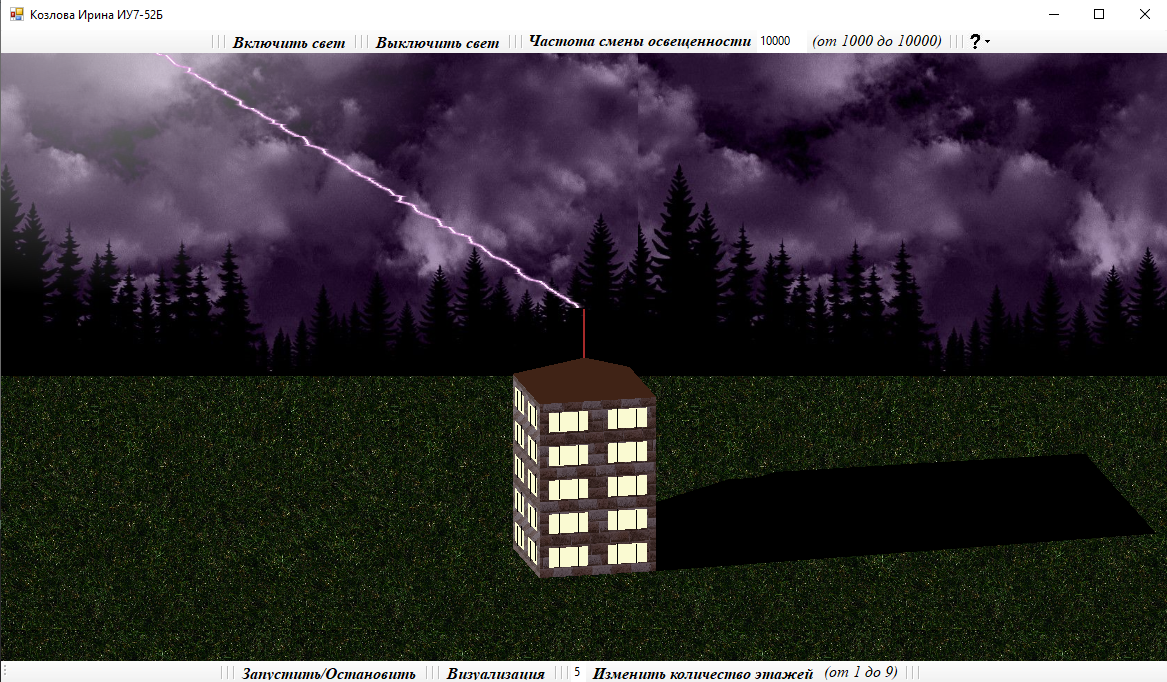 Козлова Ирина ИУ7-52Б
Включить свет Выключить свет Частота смены освещенности 10000 (от 1000 до 10000) ?
Запустить/Остановить Визуализация 5 Изменить количество этажей (от 1 до 9)